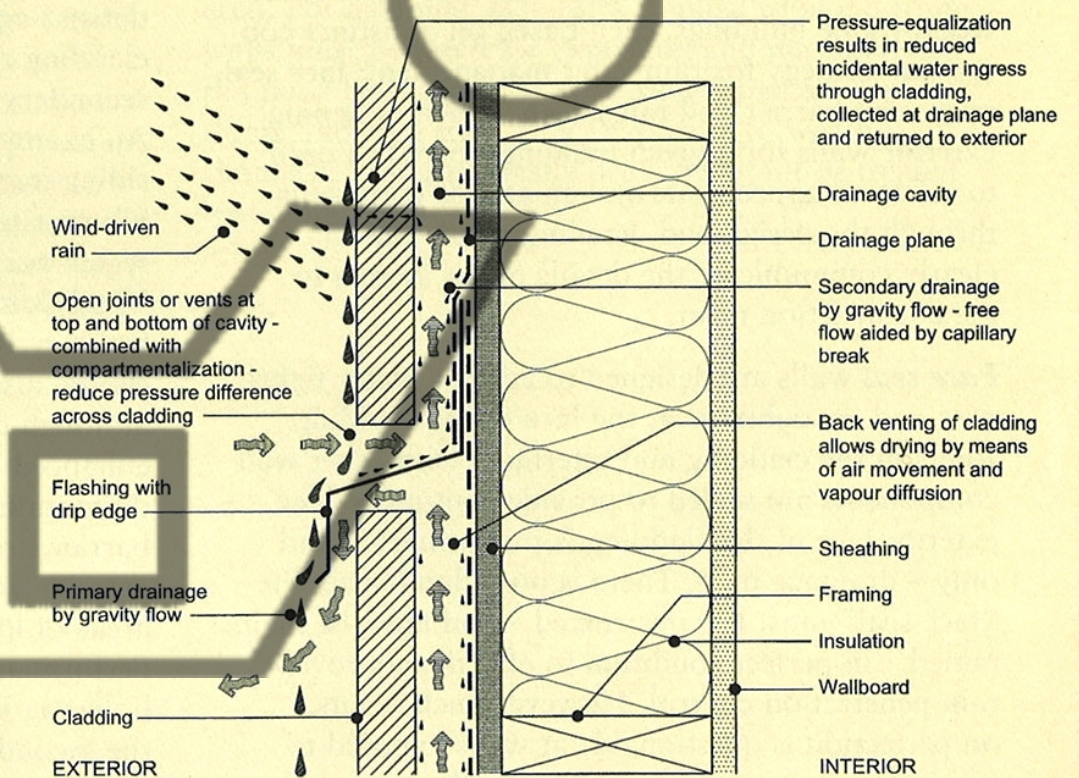 Pressure-equalization
results in reduced
incidental water ingress
through cladding,
collected at drainage plane
and returned to exterior
Drainage cavity
Drainage plane
Secondary drainage
by gravity flow - free
flow aided by capillary
break
Back venting of cladding
allows drying by means
of air movement and
vapour diffusion
Sheathing
Framing
Insulation
Wallboard
INTERIOR
Wind-driven
rain
Open joints or vents at
top and bottom of cavity -
combined with
compartmentalization -
reduce pressure difference
across cladding
Flashing with
drip edge
Primary drainage
by gravity flow
Cladding
EXTERIOR